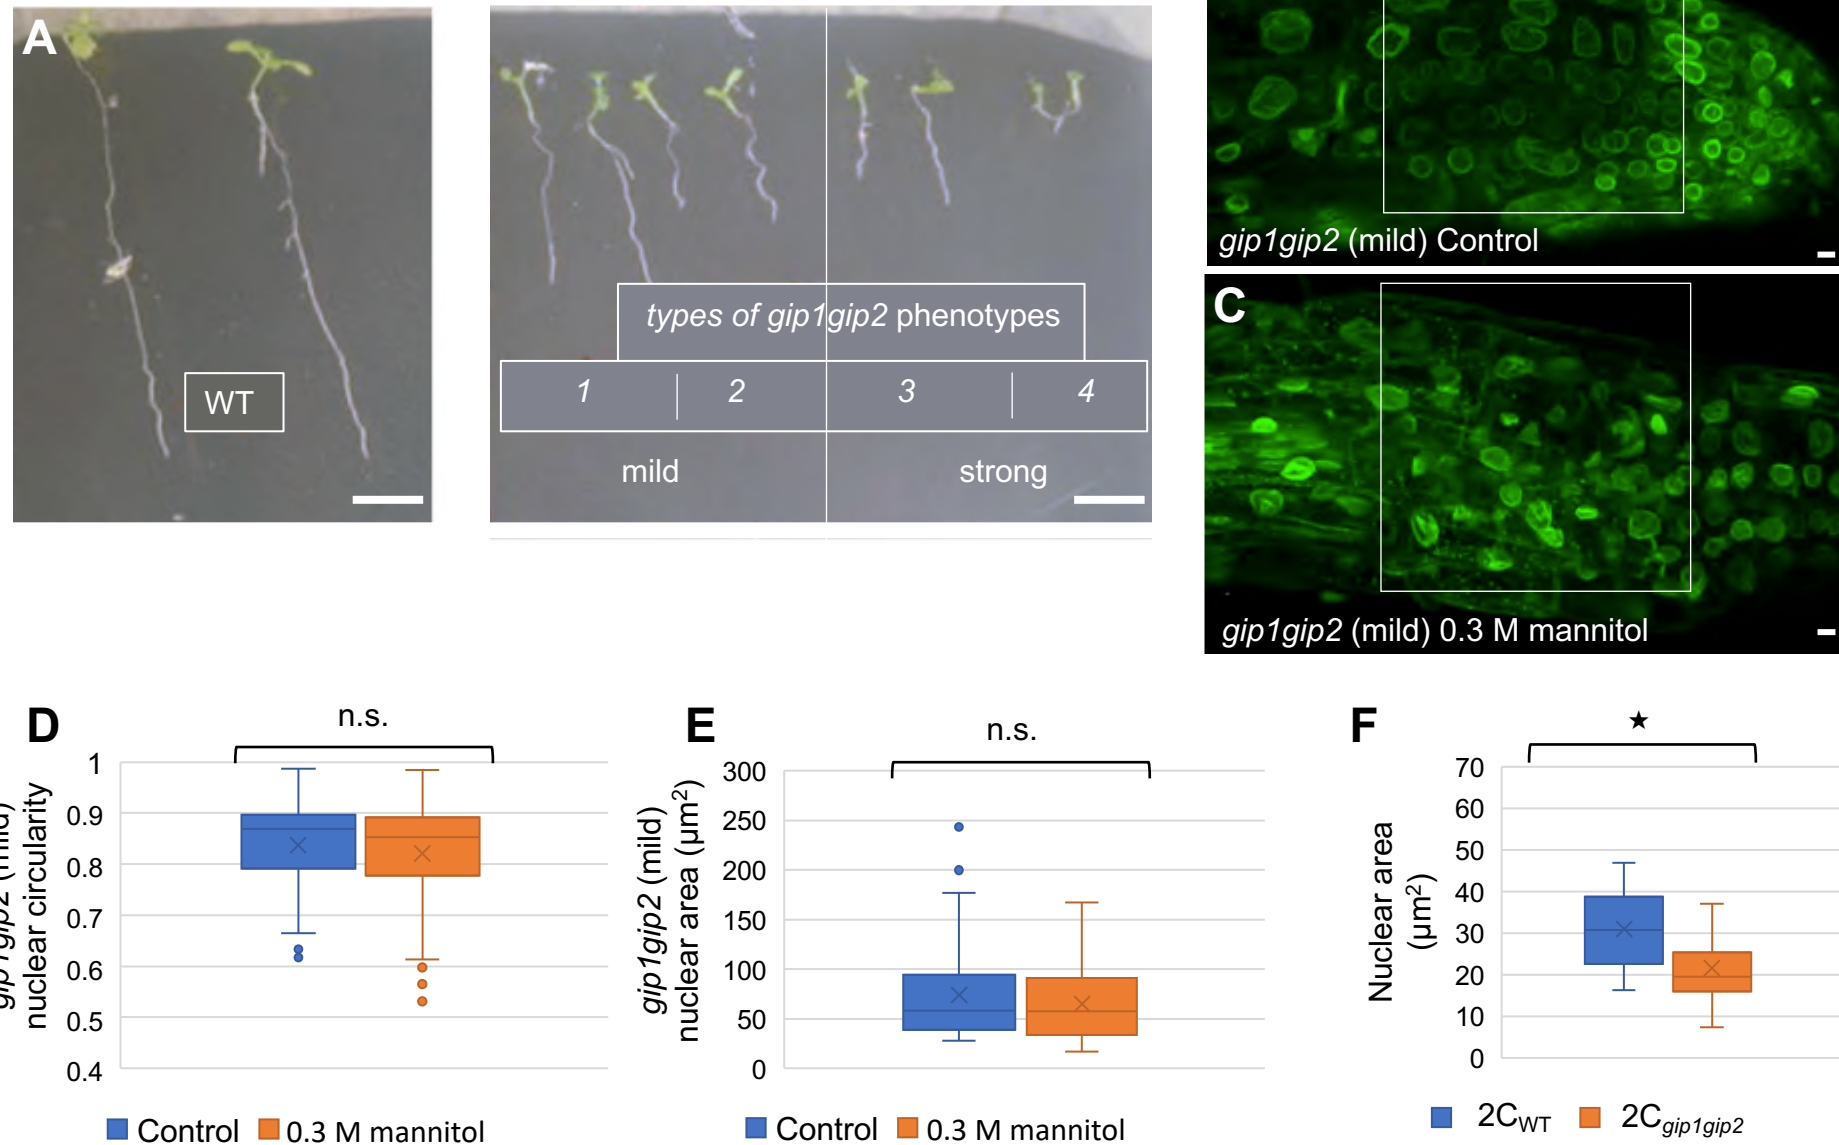 A
WT
types of gip1gip2 phenotypes
1 2 3 4
mild strong
gip1gip2 (mild) Control
C
gip1gip2 (mild) 0.3 M mannitol
D
n.s.
gip1gip2 (mild)
nuclear circularity
1
0.9
0.8
0.7
0.6
0.5
0.4
Control 0.3 M mannitol
E
n.s.
gip1gip2 (mild)
nuclear area (µm²)
300
250
200
150
100
50
0
Control 0.3 M mannitol
F
★
Nuclear area
(µm²)
70
60
50
40
30
20
10
0
2CWT 2Cgip1gip2